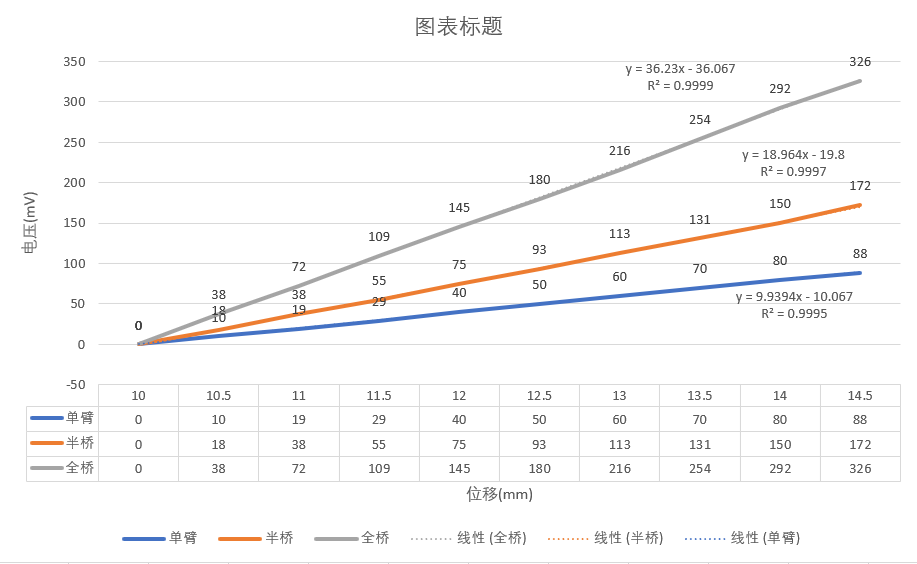 图表标题
y = 36.23x - 36.067
R² = 0.9999
y = 18.964x - 19.8
R² = 0.9997
y = 9.9394x - 10.067
R² = 0.9995
电压(mV)
350
300
250
200
150
100
50
0
-50
0 38 72 109 145 180 216 254 292 326
0 18 38 55 75 93 113 131 150 172
0 10 19 29 40 50 60 70 80 88
10 10.5 11 11.5 12 12.5 13 13.5 14 14.5
单臂 0 10 19 29 40 50 60 70 80 88
半桥 0 18 38 55 75 93 113 131 150 172
全桥 0 38 72 109 145 180 216 254 292 326
位移(mm)
单臂 半桥 全桥 线性 (全桥) 线性 (半桥) 线性 (单臂)